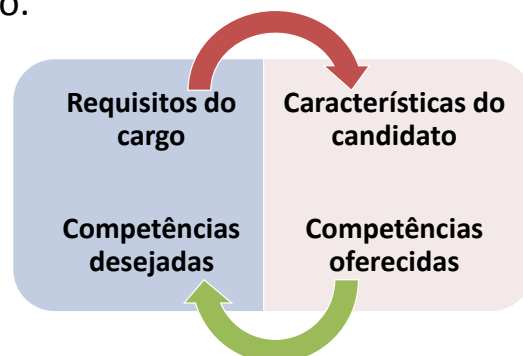 o.
Requisitos do
cargo
Características do
candidato
Competências
desejadas
Competências
oferecidas